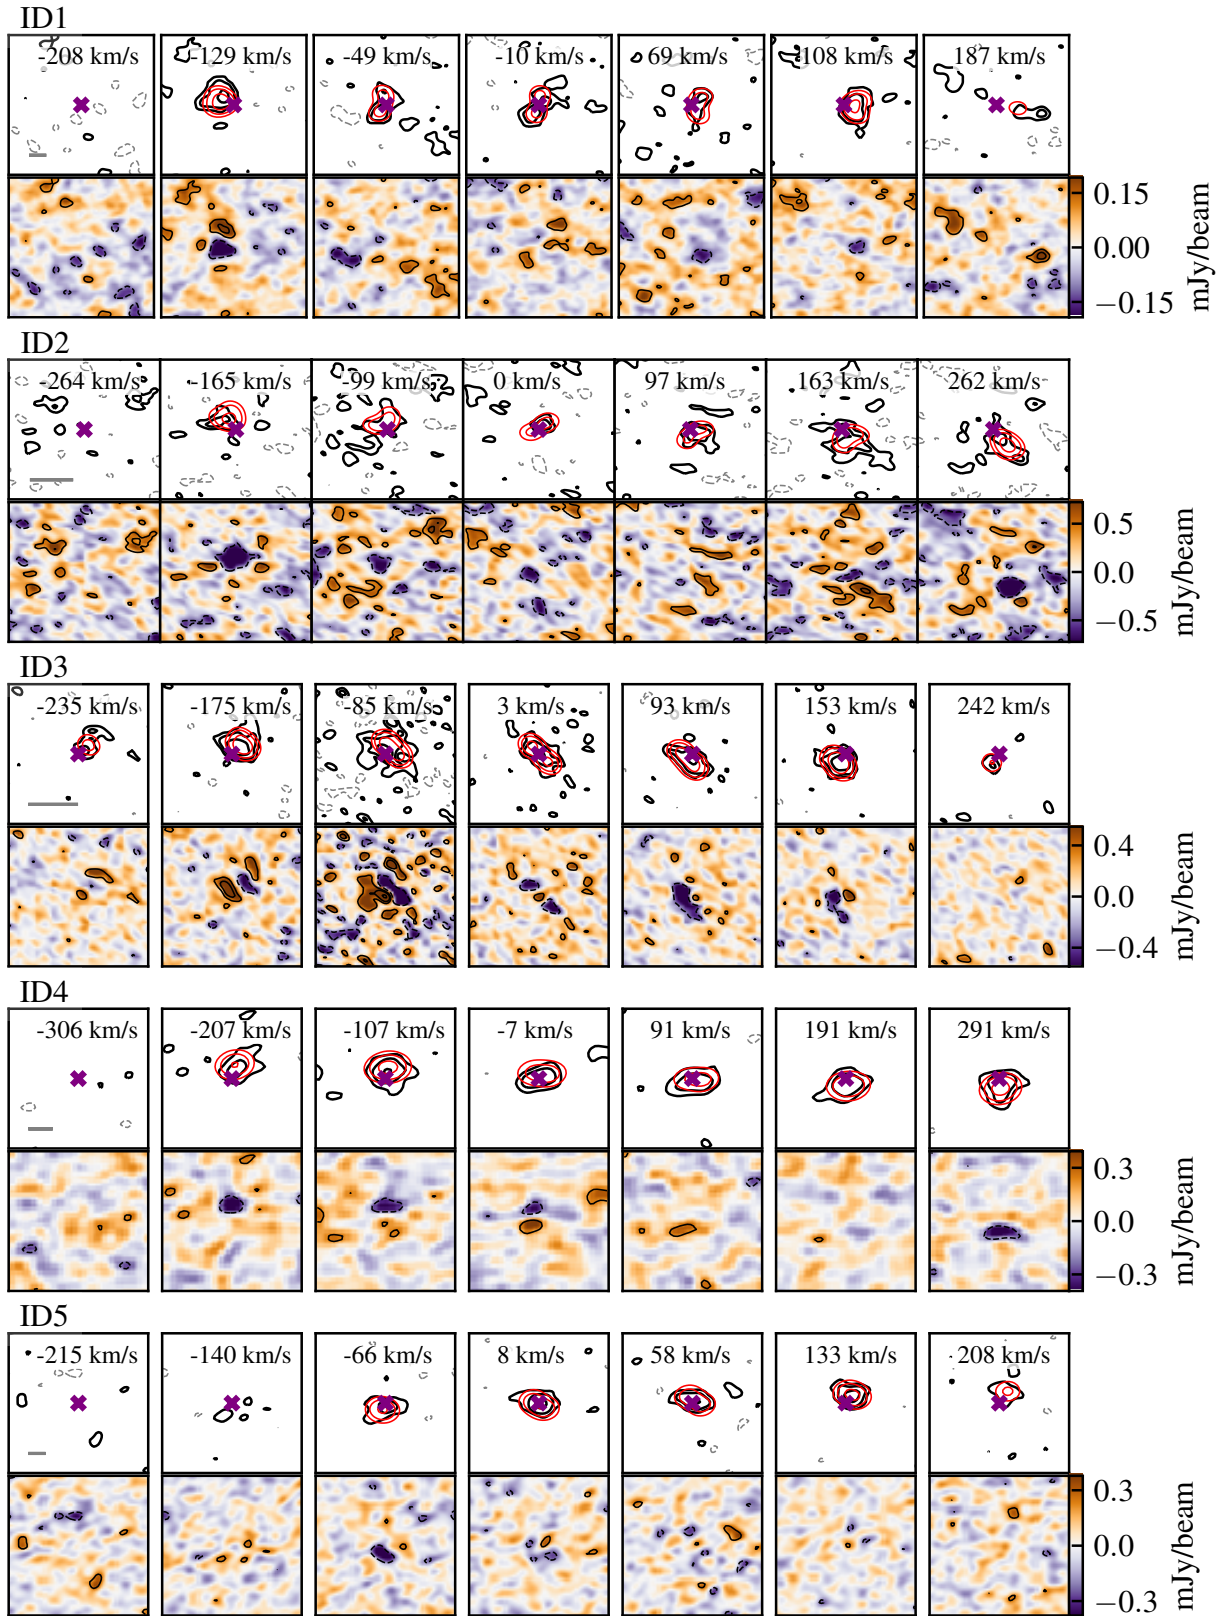 ID1
-208 km/s -129 km/s -49 km/s -10 km/s 69 km/s -108 km/s 187 km/s
0.15
0.00
−0.15
mJy/beam
ID2
-264 km/s -165 km/s -99 km/s 0 km/s 97 km/s 163 km/s 262 km/s
0.5
0.0
−0.5
mJy/beam
ID3
-235 km/s -175 km/s -85 km/s 3 km/s 93 km/s 153 km/s 242 km/s
0.4
0.0
−0.4
mJy/beam
ID4
-306 km/s -207 km/s -107 km/s -7 km/s 91 km/s 191 km/s 291 km/s
0.3
0.0
−0.3
mJy/beam
ID5
-215 km/s -140 km/s -66 km/s 8 km/s 58 km/s 133 km/s 208 km/s
0.3
0.0
−0.3
mJy/beam